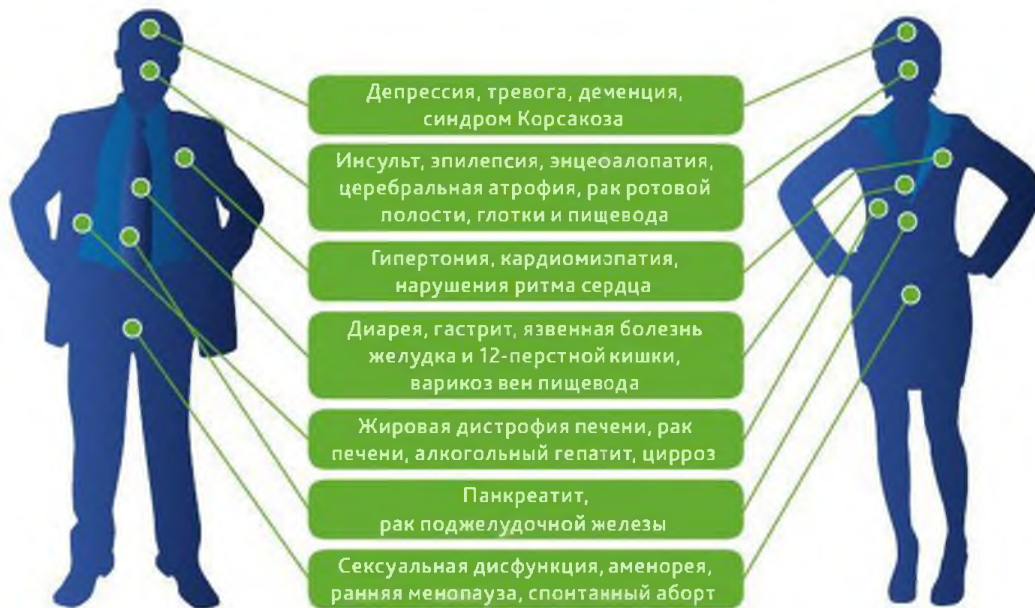 Депрессия, тревога, деменция,
синдром Корсакоза
Инсульт, эпилепсия, энцеоалопатия,
церебральная атрофия, рак ротовой
полости, глотки и пищевода
Гипертония, кардиомиэпатия,
нарушения ритма сердца
Диарея, гастрит, язвенная болезнь
желудка и 12-перстной кишки,
варикоз вен пищевода
Жировая дистрофия печени, рак
печени, алкогольный гепатит, цирроз
Панкреатит,
рак поджелудочной железы
Сексуальная дисфункция, аменорея,
ранняя менопауза, спонтанный аборт